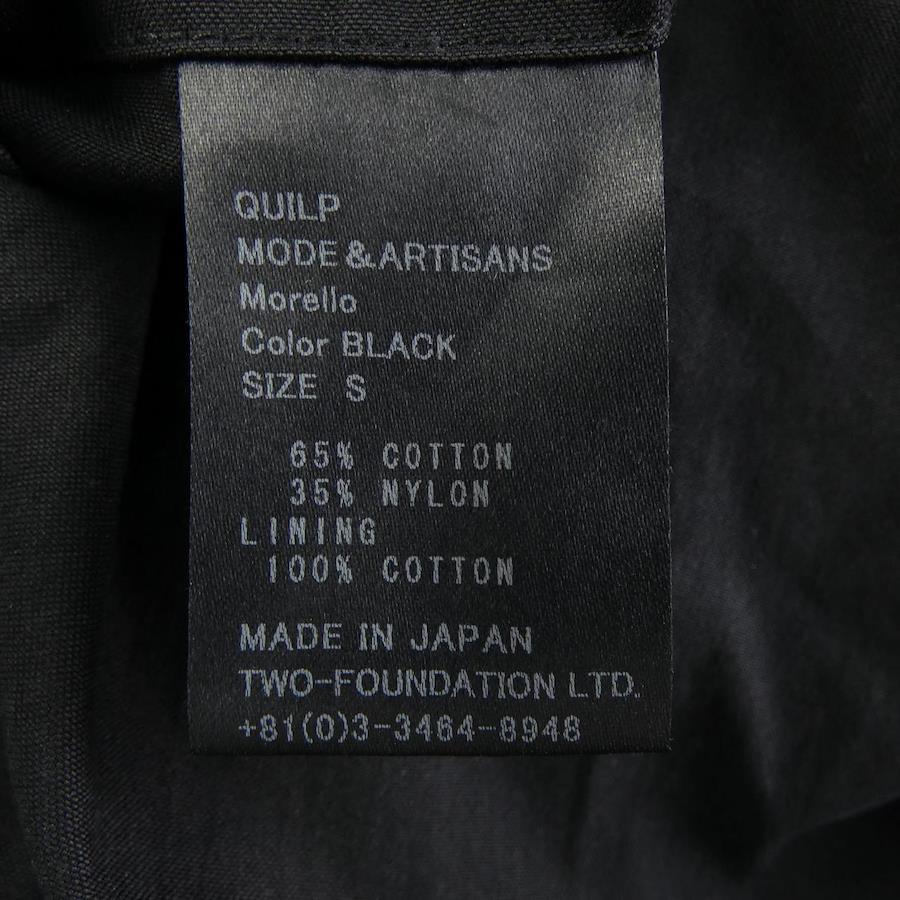 QUILP
MODE&ARTISANS
Morello
Color BLACK
SIZE S
65% COTTON
35% NYLON
LINING
100% COTTON
MADE IN JAPAN
TWO-FOUNDATION LTD.
+81(0)3-3464-8948